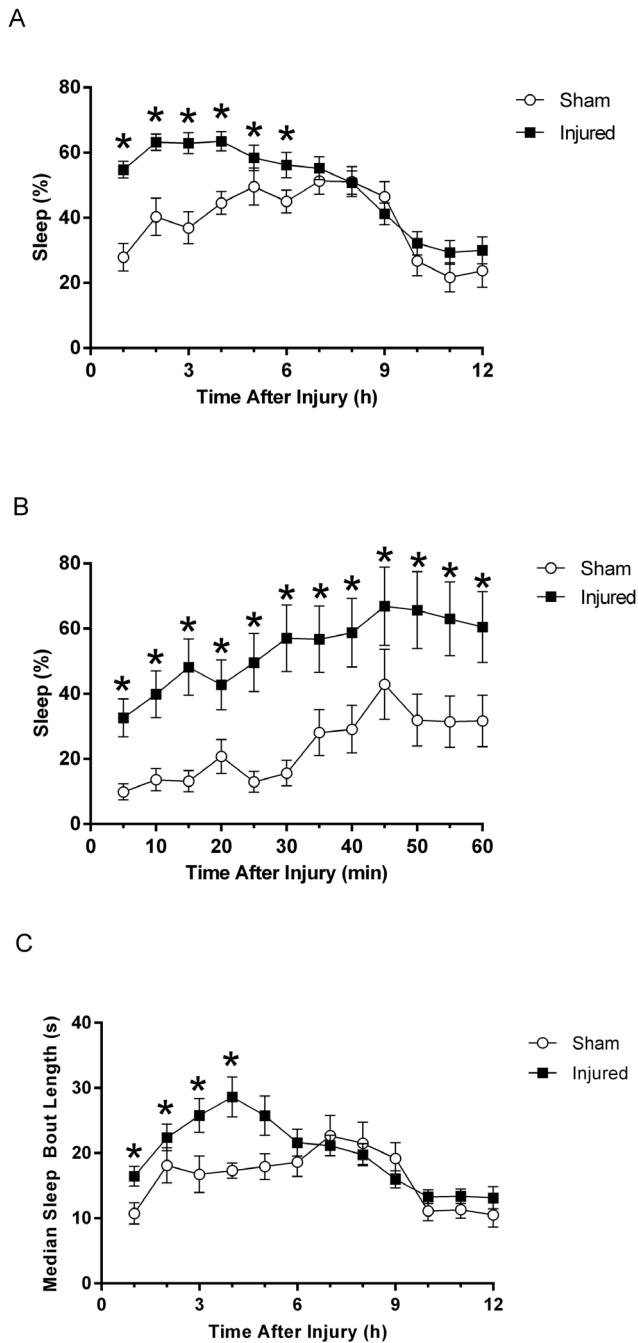 A
80
60
40
20
0
Sleep (%)
* * * * * *
0 3 6 9 12
Time After Injury (h)
Sham
Injured
B
80
60
40
20
0
Sleep (%)
* * * * * * * * * * * *
0 10 20 30 40 50 60
Time After Injury (min)
Sham
Injured
C
40
30
20
10
0
Median Sleep Bout Length (s)
* * * *
0 3 6 9 12
Time After Injury (h)
Sham
Injured